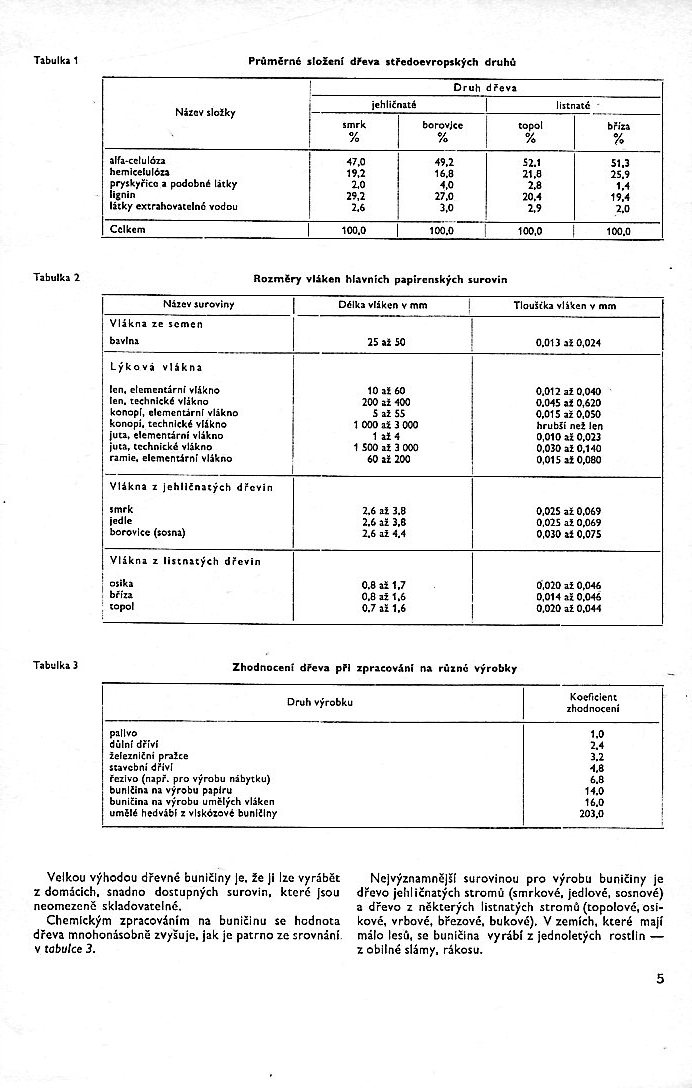 Tabulka 1
Průměrné složení dřeva středoevropských druhů
Název složky
Druh dřeva
jehličnaté listnaté
smrk % borovice % topol % bříza %
alfa-celulóza 47,0 49,2 52,1 51,3
hemicelulóza 19,2 16,8 21,8 25,9
pryskyřice a podobné látky 2,0 4,0 2,8 1,4
lignin 29,2 27,0 20,4 19,4
látky extrahovatelné vodou 2,6 3,0 2,9 2,0
Celkem 100,0 100,0 100,0 100,0
Tabulka 2
Rozměry vláken hlavních papírenských surovin
Název suroviny Délka vláken v mm Tloušťka vláken v mm
Vlákna ze semen
bavlna 25 až 50 0,013 až 0,024
Lýková vlákna
len, elementární vlákno 10 až 60 0,012 až 0,040
len, technické vlákno 200 až 400 0,045 až 0,620
konopí, elementární vlákno 5 až 55 0,015 až 0,050
konopí, technické vlákno 1 000 až 3 000 hrubší než len
juta, elementární vlákno 1 až 4 0,010 až 0,023
juta, technické vlákno 1 500 až 3 000 0,030 až 0,140
ramie, elementární vlákno 60 až 200 0,015 až 0,080
Vlákna z jehličnatých dřevin
smrk 2,6 až 3,8 0,025 až 0,069
jedle 2,6 až 3,8 0,025 až 0,069
borovice (sosna) 2,6 až 4,4 0,030 až 0,075
Vlákna z listnatých dřevin
osika 0,8 až 1,7 0,020 až 0,046
bříza 0,8 až 1,6 0,014 až 0,046
topol 0,7 až 1,6 0,020 až 0,044
Tabulka 3
Zhodnocení dřeva při zpracování na různé výrobky
Druh výrobku Koeficient
zhodnocení
palivo 1,0
důlní dříví 2,4
železniční pražce 3,2
stavební dříví 4,8
řezivo (např. pro výrobu nábytku) 6,8
buničina na výrobu papíru 14,0
buničina na výrobu umělých vláken 16,0
umělé hedvábí z viskózové buničiny 203,0
Velkou výhodou dřevné buničiny je, že ji lze vyrábět
z domácích, snadno dostupných surovin, které jsou
neomezeně skladovatelné.
Chemickým zpracováním na buničinu se hodnota
dřeva mnohonásobně zvyšuje, jak je patrno ze srovnání
v tabulce 3.
Nejvýznamnější surovinou pro výrobu buničiny je
dřevo jehličnatých stromů (smrkové, jedlové, sosnové)
a dřevo z některých listnatých stromů (topolové, osi-
kové, vrbové, březové, bukové). V zemích, které mají
málo lesů, se buničina vyrábí z jednoletých rostlin —
z obilné slámy, rákosu.
5